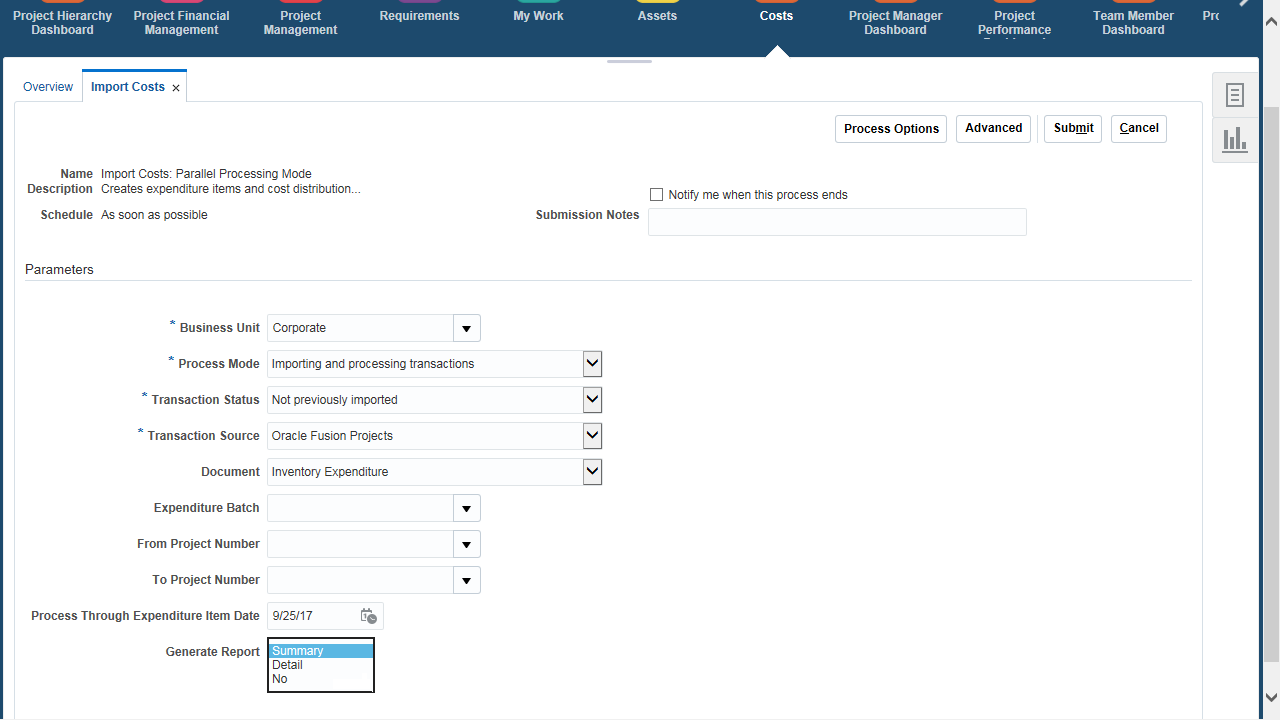 Project Hierarchy Dashboard
Project Financial Management
Project Management
Requirements
My Work
Assets
Costs
Project Manager Dashboard
Project Performance
Team Member Dashboard
Overview
Import Costs
Process Options
Advanced
Submit
Cancel
Name Import Costs: Parallel Processing Mode
Description Creates expenditure items and cost distribution...
Notify me when this process ends
Schedule As soon as possible
Submission Notes
Parameters
* Business Unit Corporate
* Process Mode Importing and processing transactions
* Transaction Status Not previously imported
* Transaction Source Oracle Fusion Projects
Document Inventory Expenditure
Expenditure Batch
From Project Number
To Project Number
Process Through Expenditure Item Date 9/25/17
Generate Report Summary
Detail
No